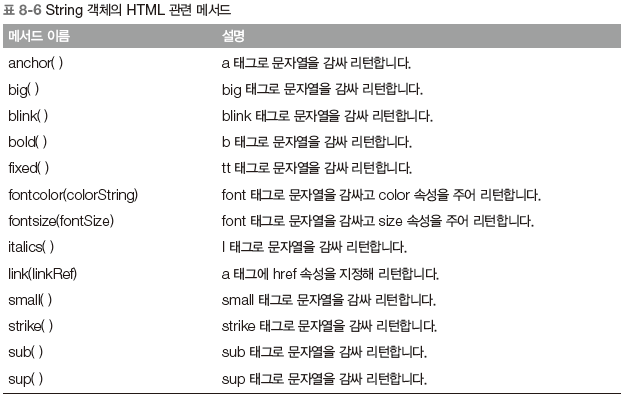 표 8-6 String 객체의 HTML 관련 메서드
메서드 이름 설명
anchor( ) a 태그로 문자열을 감싸 리턴합니다.
big( ) big 태그로 문자열을 감싸 리턴합니다.
blink( ) blink 태그로 문자열을 감싸 리턴합니다.
bold( ) b 태그로 문자열을 감싸 리턴합니다.
fixed( ) tt 태그로 문자열을 감싸 리턴합니다.
fontcolor(colorString) font 태그로 문자열을 감싸고 color 속성을 주어 리턴합니다.
fontsize(fontSize) font 태그로 문자열을 감싸고 size 속성을 주어 리턴합니다.
italics( ) I 태그로 문자열을 감싸 리턴합니다.
link(linkRef) a 태그에 href 속성을 지정해 리턴합니다.
small( ) small 태그로 문자열을 감싸 리턴합니다.
strike( ) strike 태그로 문자열을 감싸 리턴합니다.
sub( ) sub 태그로 문자열을 감싸 리턴합니다.
sup( ) sup 태그로 문자열을 감싸 리턴합니다.